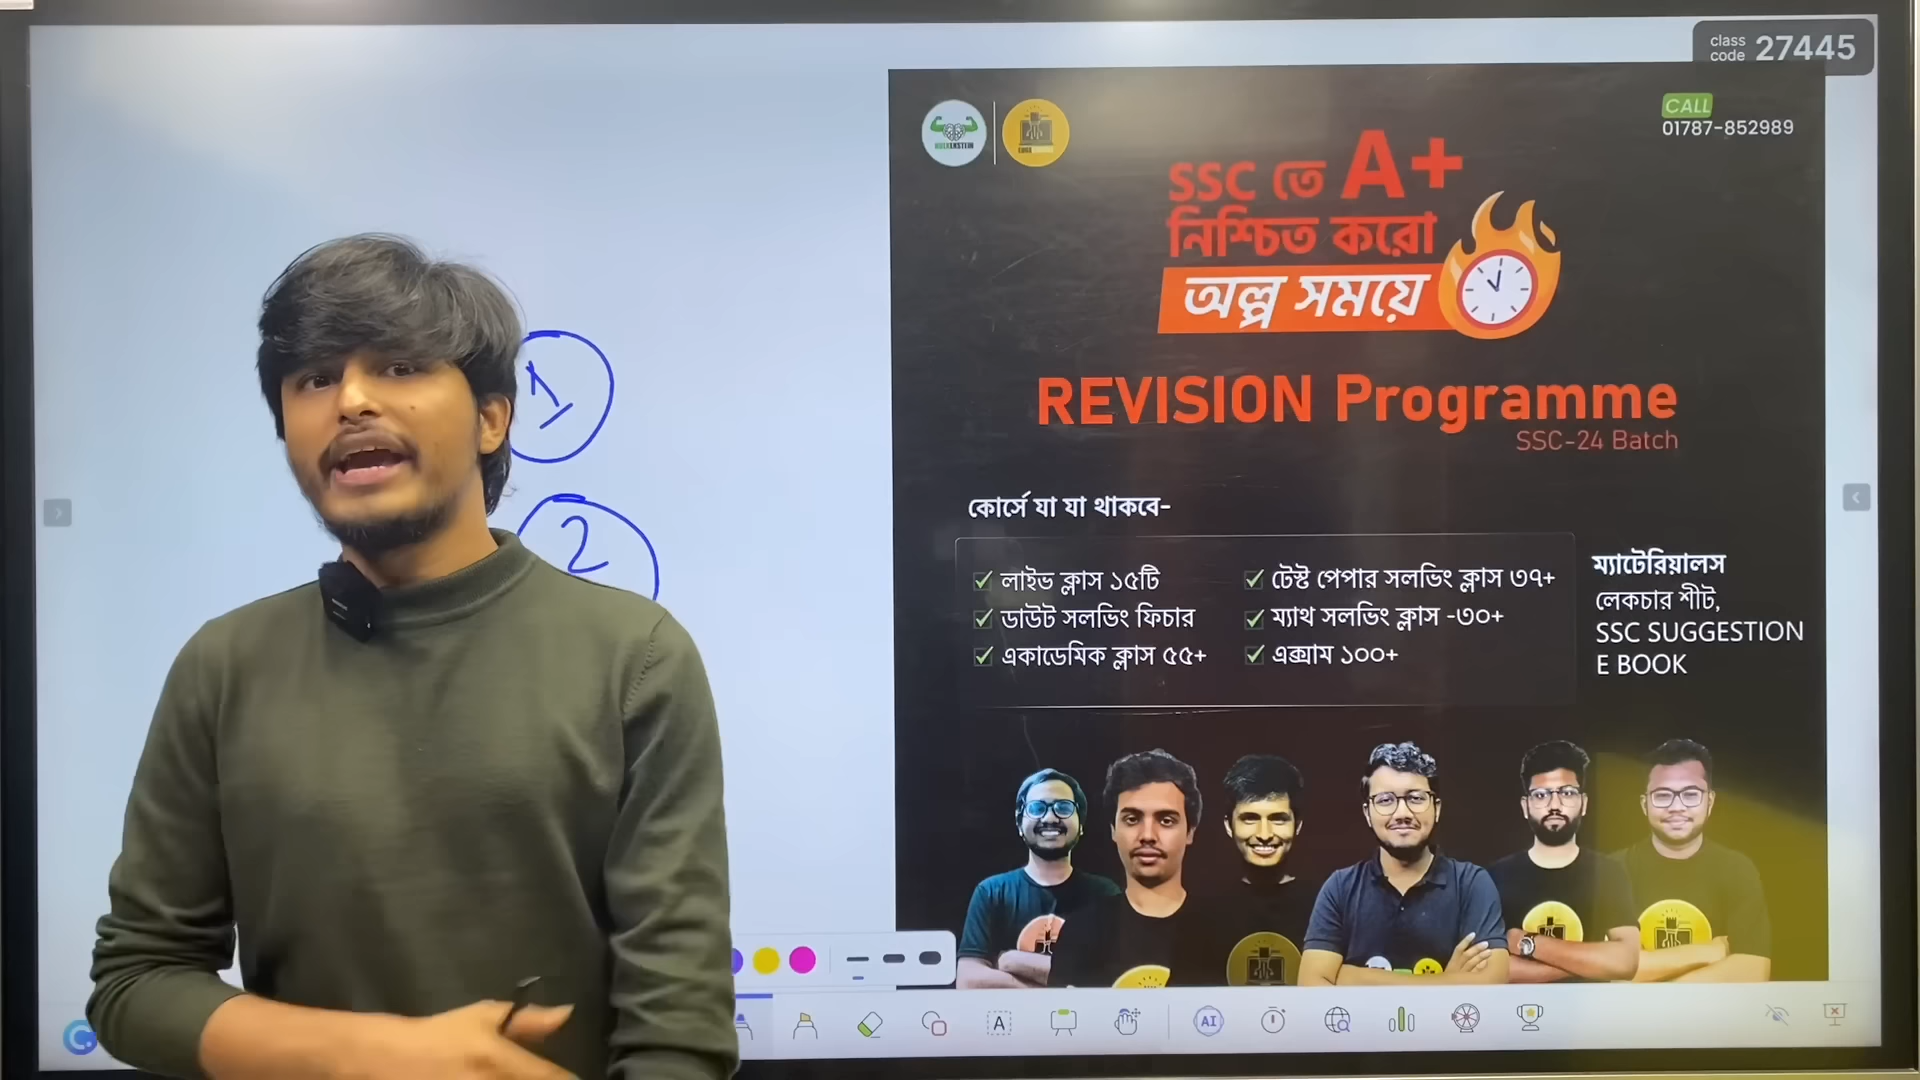 class code 27445
CALL
01787-852989
SSC তে A+
নিশ্চিত করো
অল্প সময়ে
REVISION Programme
SSC-24 Batch
কোর্সে যা যা থাকবে-
লাইভ ক্লাস ১৫টি
ডাউট সলভিং ফিচার
একাডেমিক ক্লাস ৫৫+
টেস্ট পেপার সলভিং ক্লাস ৩৭+
ম্যাথ সলভিং ক্লাস -৩০+
এক্সাম ১০০+
ম্যাটেরিয়ালস
লেকচার শীট,
SSC SUGGESTION
E BOOK
1
2
A
AI